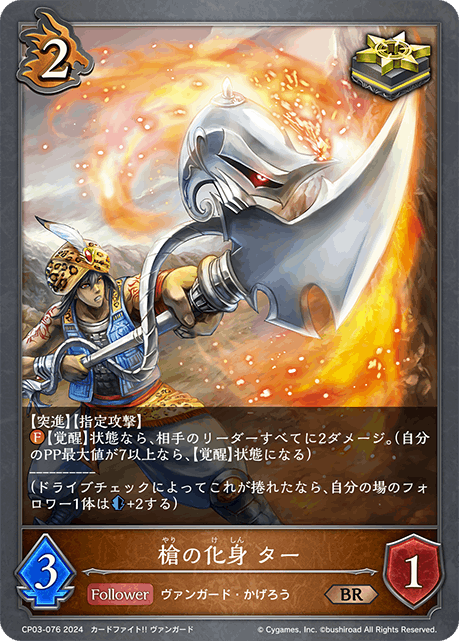 2
【突進】【指定攻撃】
F【覚醒】状態なら、相手のリーダーすべてに2ダメージ。(自分
のPP最大値が7以上なら、【覚醒】状態になる)
----------
(ドライブチェックによってこれが捲れたなら、自分の場のフォ
ロワー1体は+2する)
やり け しん
槍の化身 ター
3
Follower
ヴァンガード・かげろう
BR
1
CP03-076 2024 カードファイト!! ヴァンガード
© Cygames, Inc. ©bushiroad All Rights Reserved.